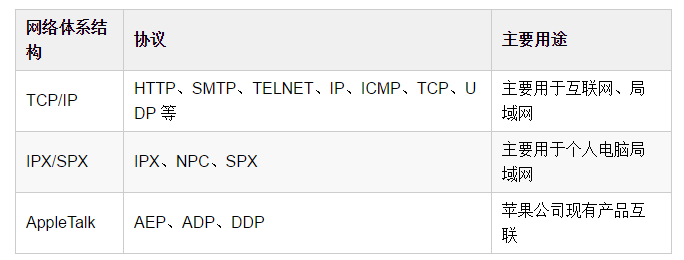 网络体系结构 协议 主要用途
TCP/IP HTTP、SMTP、TELNET、IP、ICMP、TCP、UDP 等 主要用于互联网、局域网
IPX/SPX IPX、NPC、SPX 主要用于个人电脑局域网
AppleTalk AEP、ADP、DDP 苹果公司现有产品互联